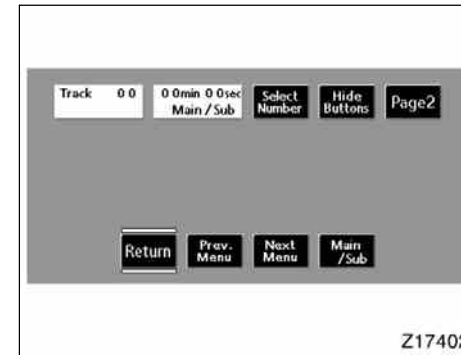 Track 0 0
0 0min 0 0sec
Main / Sub
Select
Number
Hide
Buttons
Page2
Return
Prev.
Menu
Next
Menu
Main
/Sub
Z17402